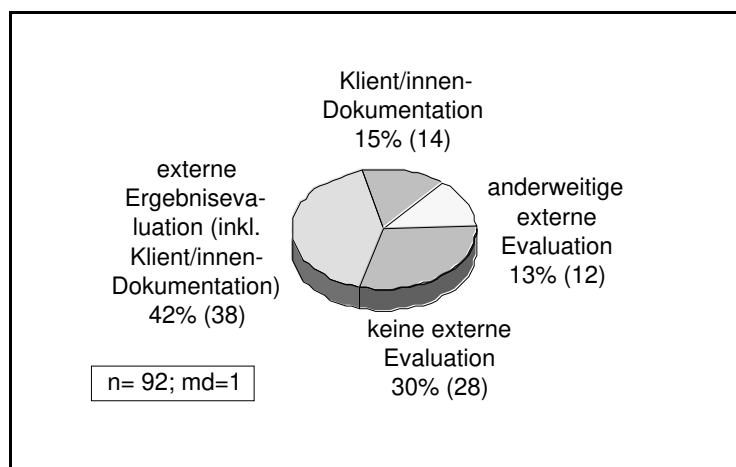 Klient/innen-
Dokumentation
15% (14)
externe
Ergebniseva-
luation (inkl.
Klient/innen-
Dokumentation)
42% (38)
anderweitige
externe
Evaluation
13% (12)
keine externe
Evaluation
30% (28)
n= 92; md=1